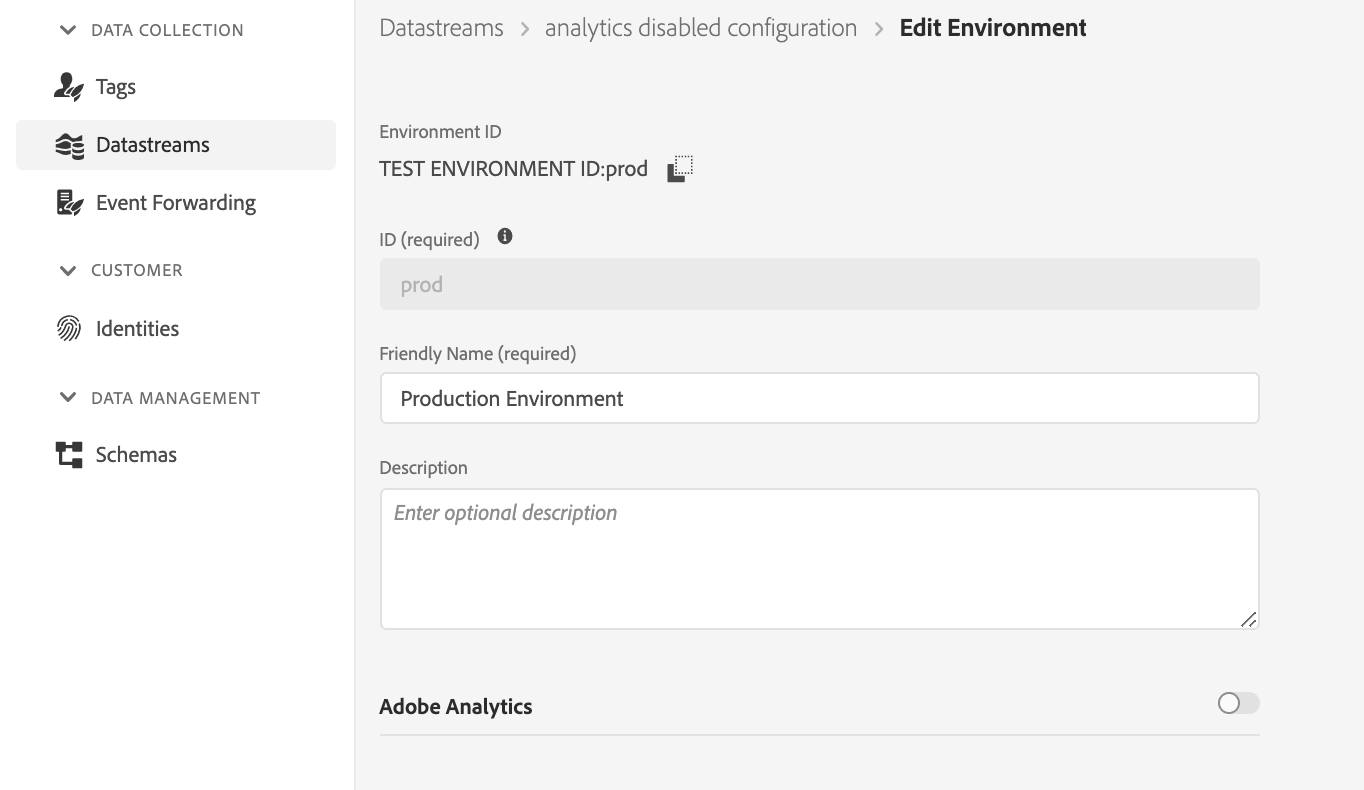 DATA COLLECTION
Tags
Datastreams
Event Forwarding
CUSTOMER
Identities
DATA MANAGEMENT
Schemas
Datastreams > analytics disabled configuration > Edit Environment
Environment ID
TEST ENVIRONMENT ID:prod
ID (required)
prod
Friendly Name (required)
Production Environment
Description
Enter optional description
Adobe Analytics